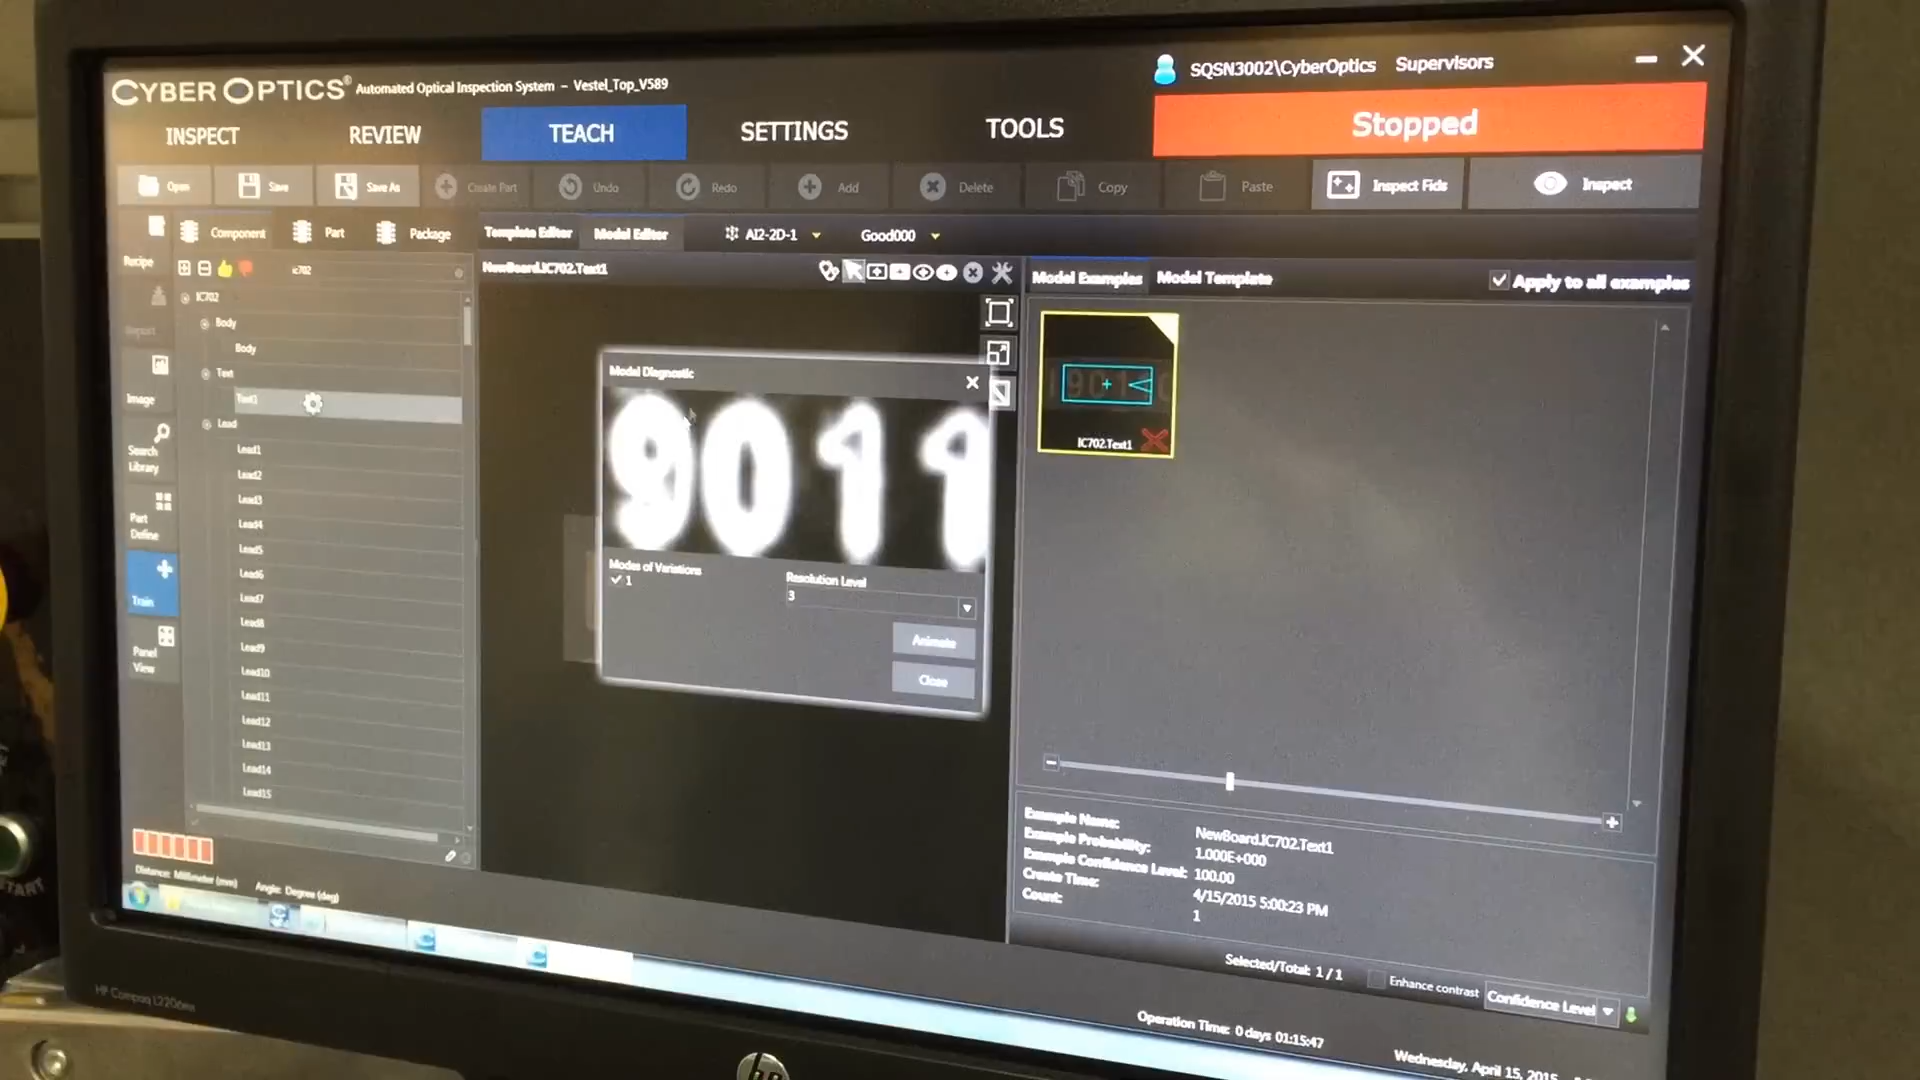 CYBEROPTICS® Automated Optical Inspection System – Vestel_Top_V589
SQSN3002\CyberOptics Supervisors
INSPECT REVIEW TEACH SETTINGS TOOLS Stopped
Open Save Save As Create Part Undo Redo Add Delete Copy Paste Inspect Fids Inspect
Recipe
Image
Search Library
Part Define
Train
Panel View
Component Part Package
ic702
IC702
Body
Body
Text
Text1
Lead
Lead1
Lead2
Lead3
Lead4
Lead5
Lead6
Lead7
Lead8
Lead9
Lead10
Lead11
Lead12
Lead13
Lead14
Lead15
Distance: Millimeter (mm) Angle: Degree (deg)
Template Editor Model Editor AI2-2D-1 Good000
NewBoard.IC702.Text1
Model Diagnostic
9011
Modes of Variations
1
Resolution Level
3
Animate
Close
Model Examples Model Template Apply to all examples
IC702.Text1
Example Name: NewBoard.IC702.Text1
Example Probability: 1.000E+000
Example Confidence Level: 100.00
Create Time: 4/15/2015 5:00:23 PM
Count: 1
Selected/Total: 1 / 1 Enhance contrast Confidence Level
Operation Time: 0 days 01:15:47
Wednesday, April 15, 2015
HP Compaq L2206tm
hp
START